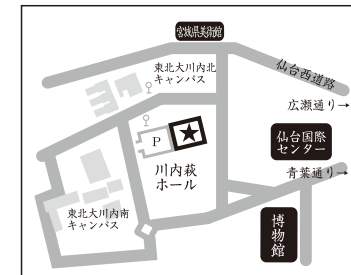 宮城県美術館
仙台西道路
東北大川内北
キャンパス
広瀬通り→
P
★
仙台国際
センター
川内萩
ホール
青葉通り→
東北大川内南
キャンパス
博物館